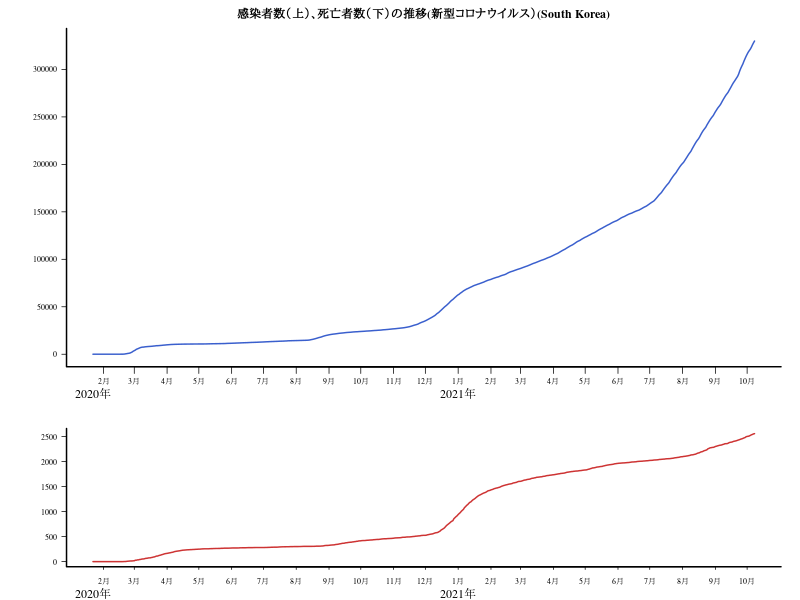 感染者数(上)、死亡者数(下)の推移(新型コロナウイルス)(South Korea)
300000
250000
200000
150000
100000
50000
0
2月 3月 4月 5月 6月 7月 8月 9月 10月 11月 12月 1月 2月 3月 4月 5月 6月 7月 8月 9月 10月
2020年 2021年
2500
2000
1500
1000
500
0
2月 3月 4月 5月 6月 7月 8月 9月 10月 11月 12月 1月 2月 3月 4月 5月 6月 7月 8月 9月 10月
2020年 2021年